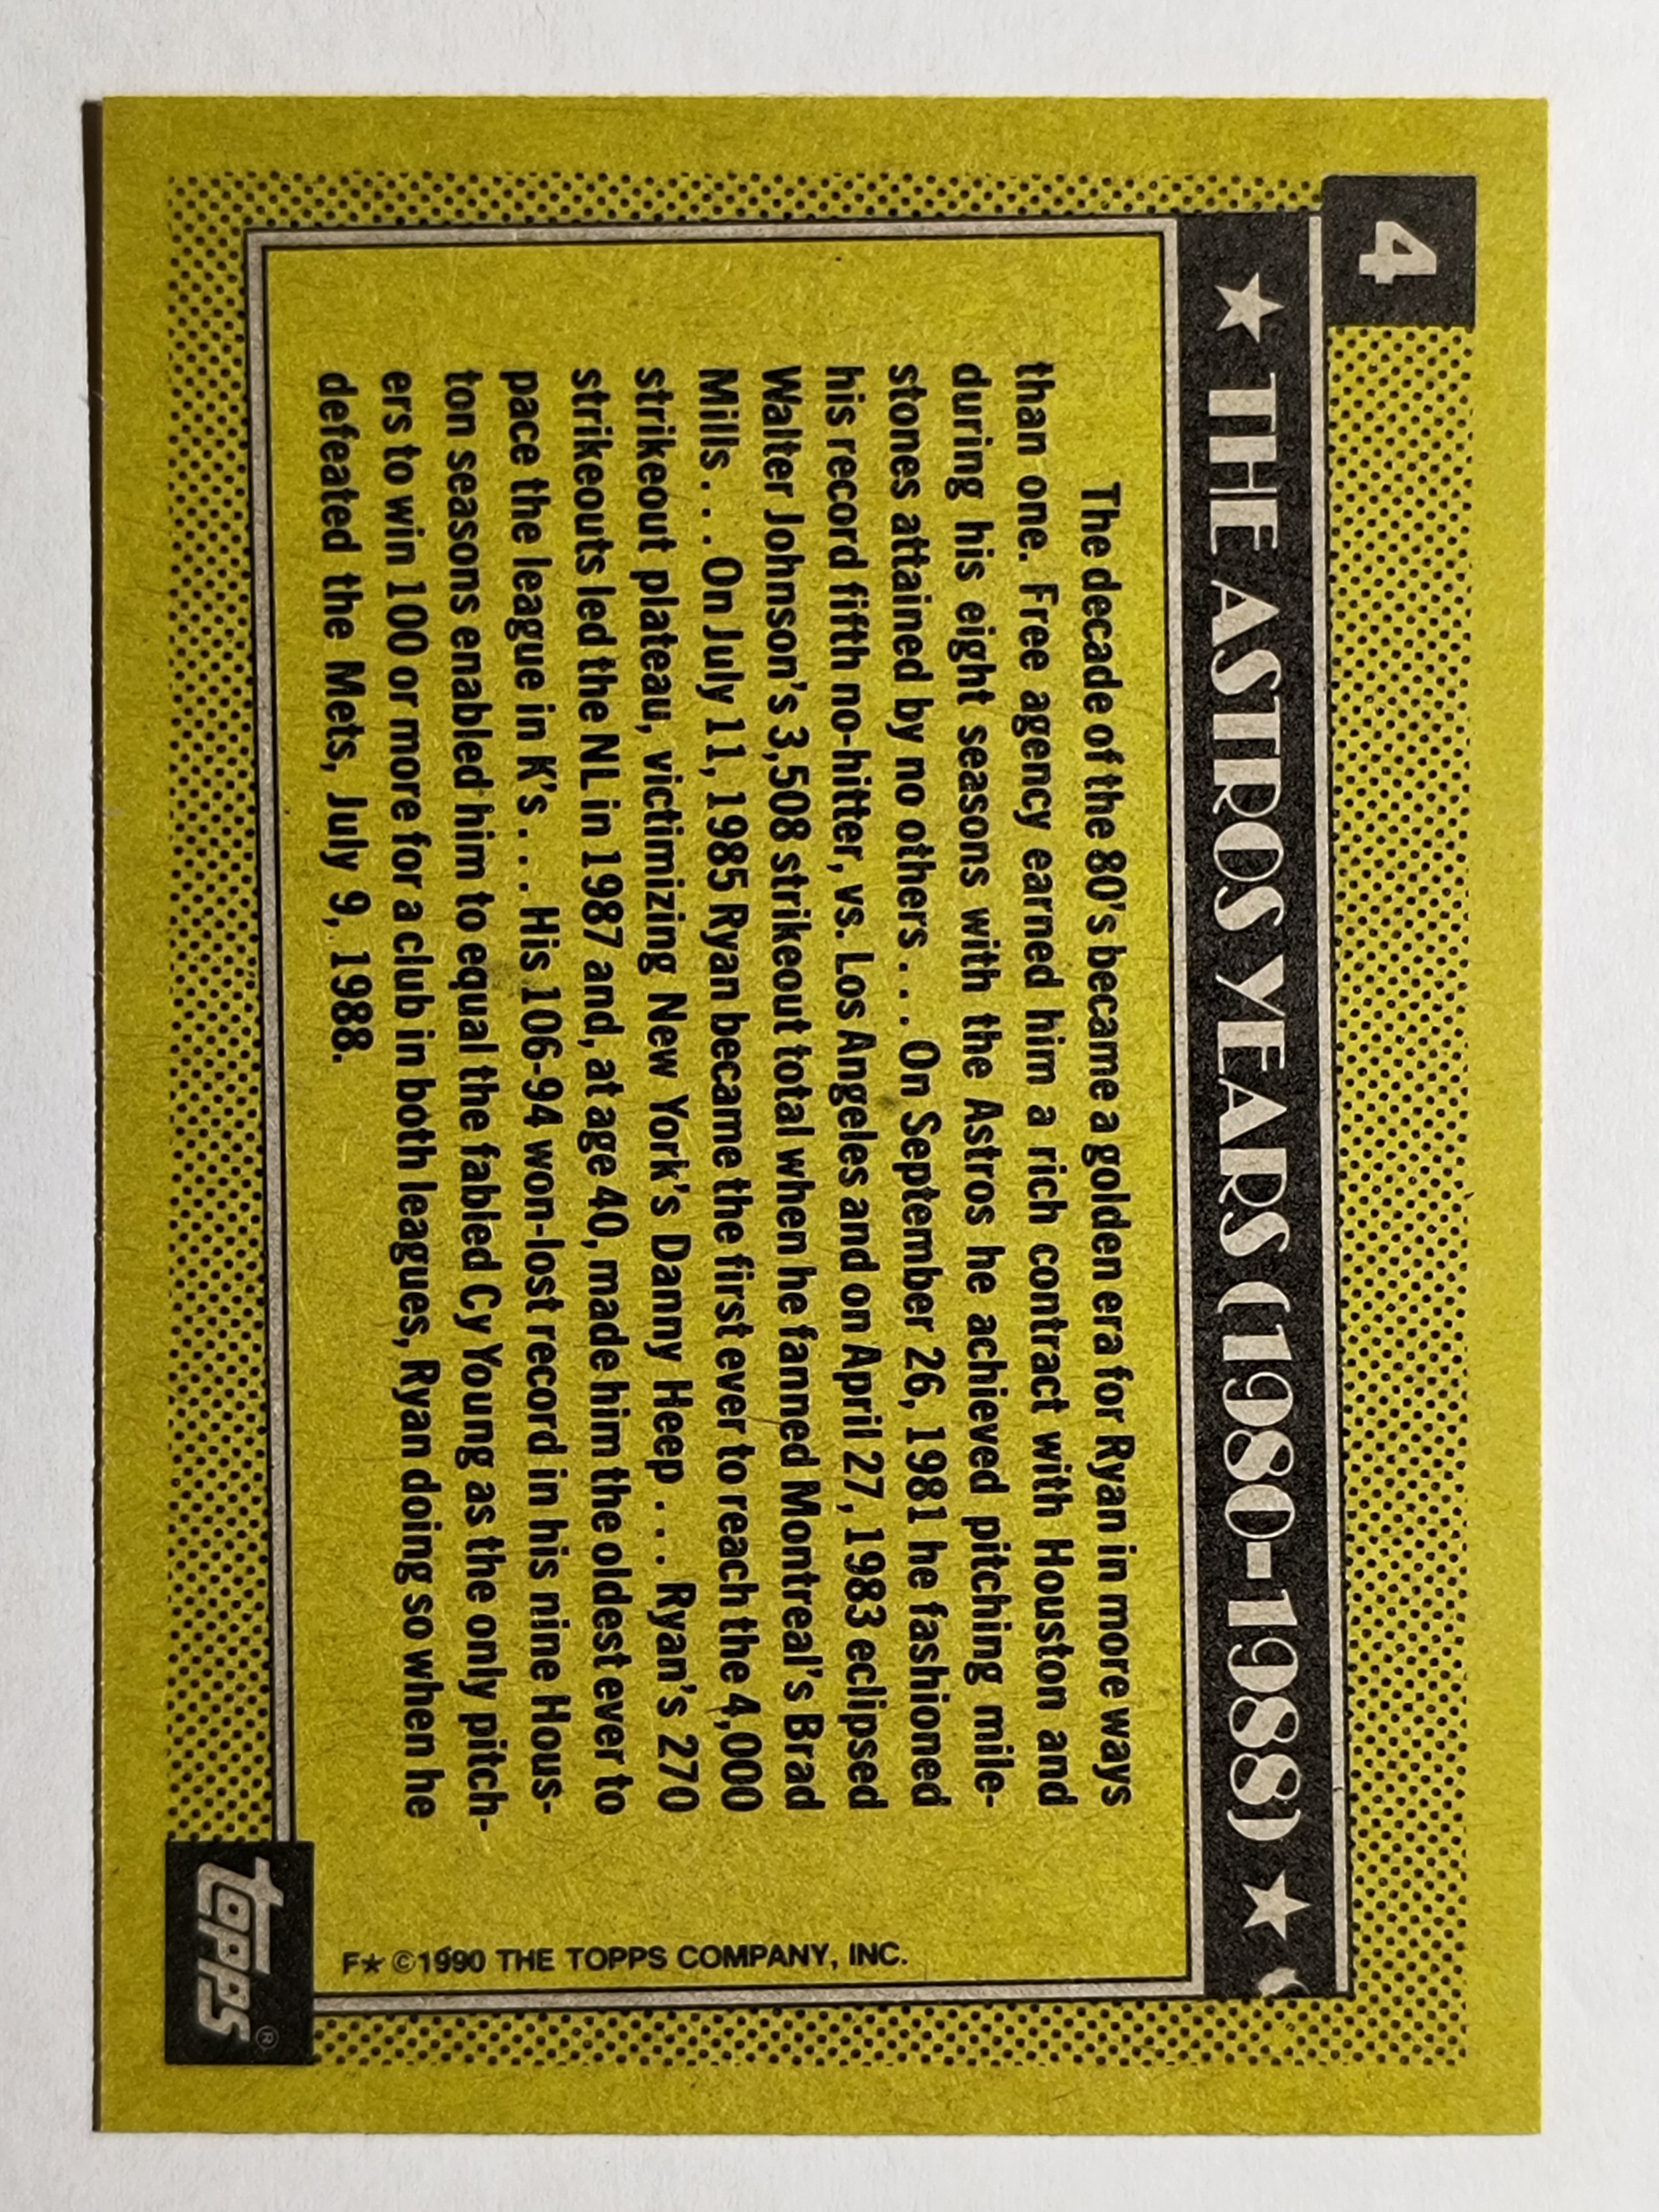 4
★ THE ASTROS YEARS (1980-1988) ★
The decade of the 80's became a golden era for Ryan in more ways
than one. Free agency earned him a rich contract with Houston and
during his eight seasons with the Astros he achieved pitching mile-
stones attained by no others . . . On September 26, 1981 he fashioned
his record fifth no-hitter, vs. Los Angeles and on April 27, 1983 eclipsed
Walter Johnson's 3,508 strikeout total when he fanned Montreal's Brad
Mills . . . On July 11, 1985 Ryan became the first ever to reach the 4,000
strikeout plateau, victimizing New York's Danny Heep . . . Ryan's 270
strikeouts led the NL in 1987 and, at age 40, made him the oldest ever to
pace the league in K's . . . His 106-94 won-lost record in his nine Hous-
ton seasons enabled him to equal the fabled Cy Young as the only pitch-
ers to win 100 or more for a club in both leagues, Ryan doing so when he
defeated the Mets, July 9, 1988.
F★ ©1990 THE TOPPS COMPANY, INC.
topps®